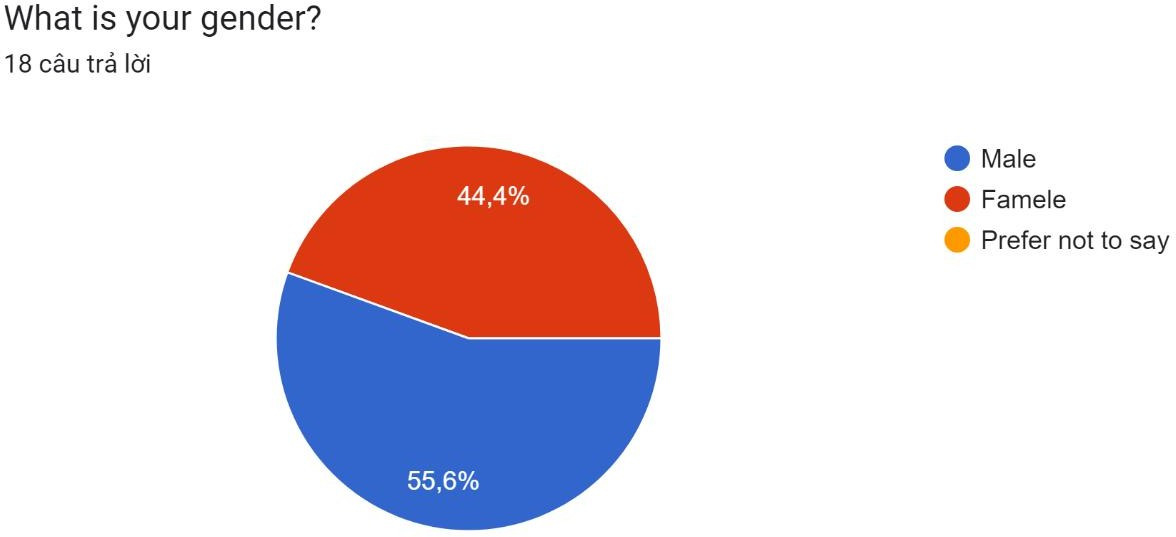 What is your gender?
18 câu trả lời
44,4%
55,6%
Male
Famele
Prefer not to say